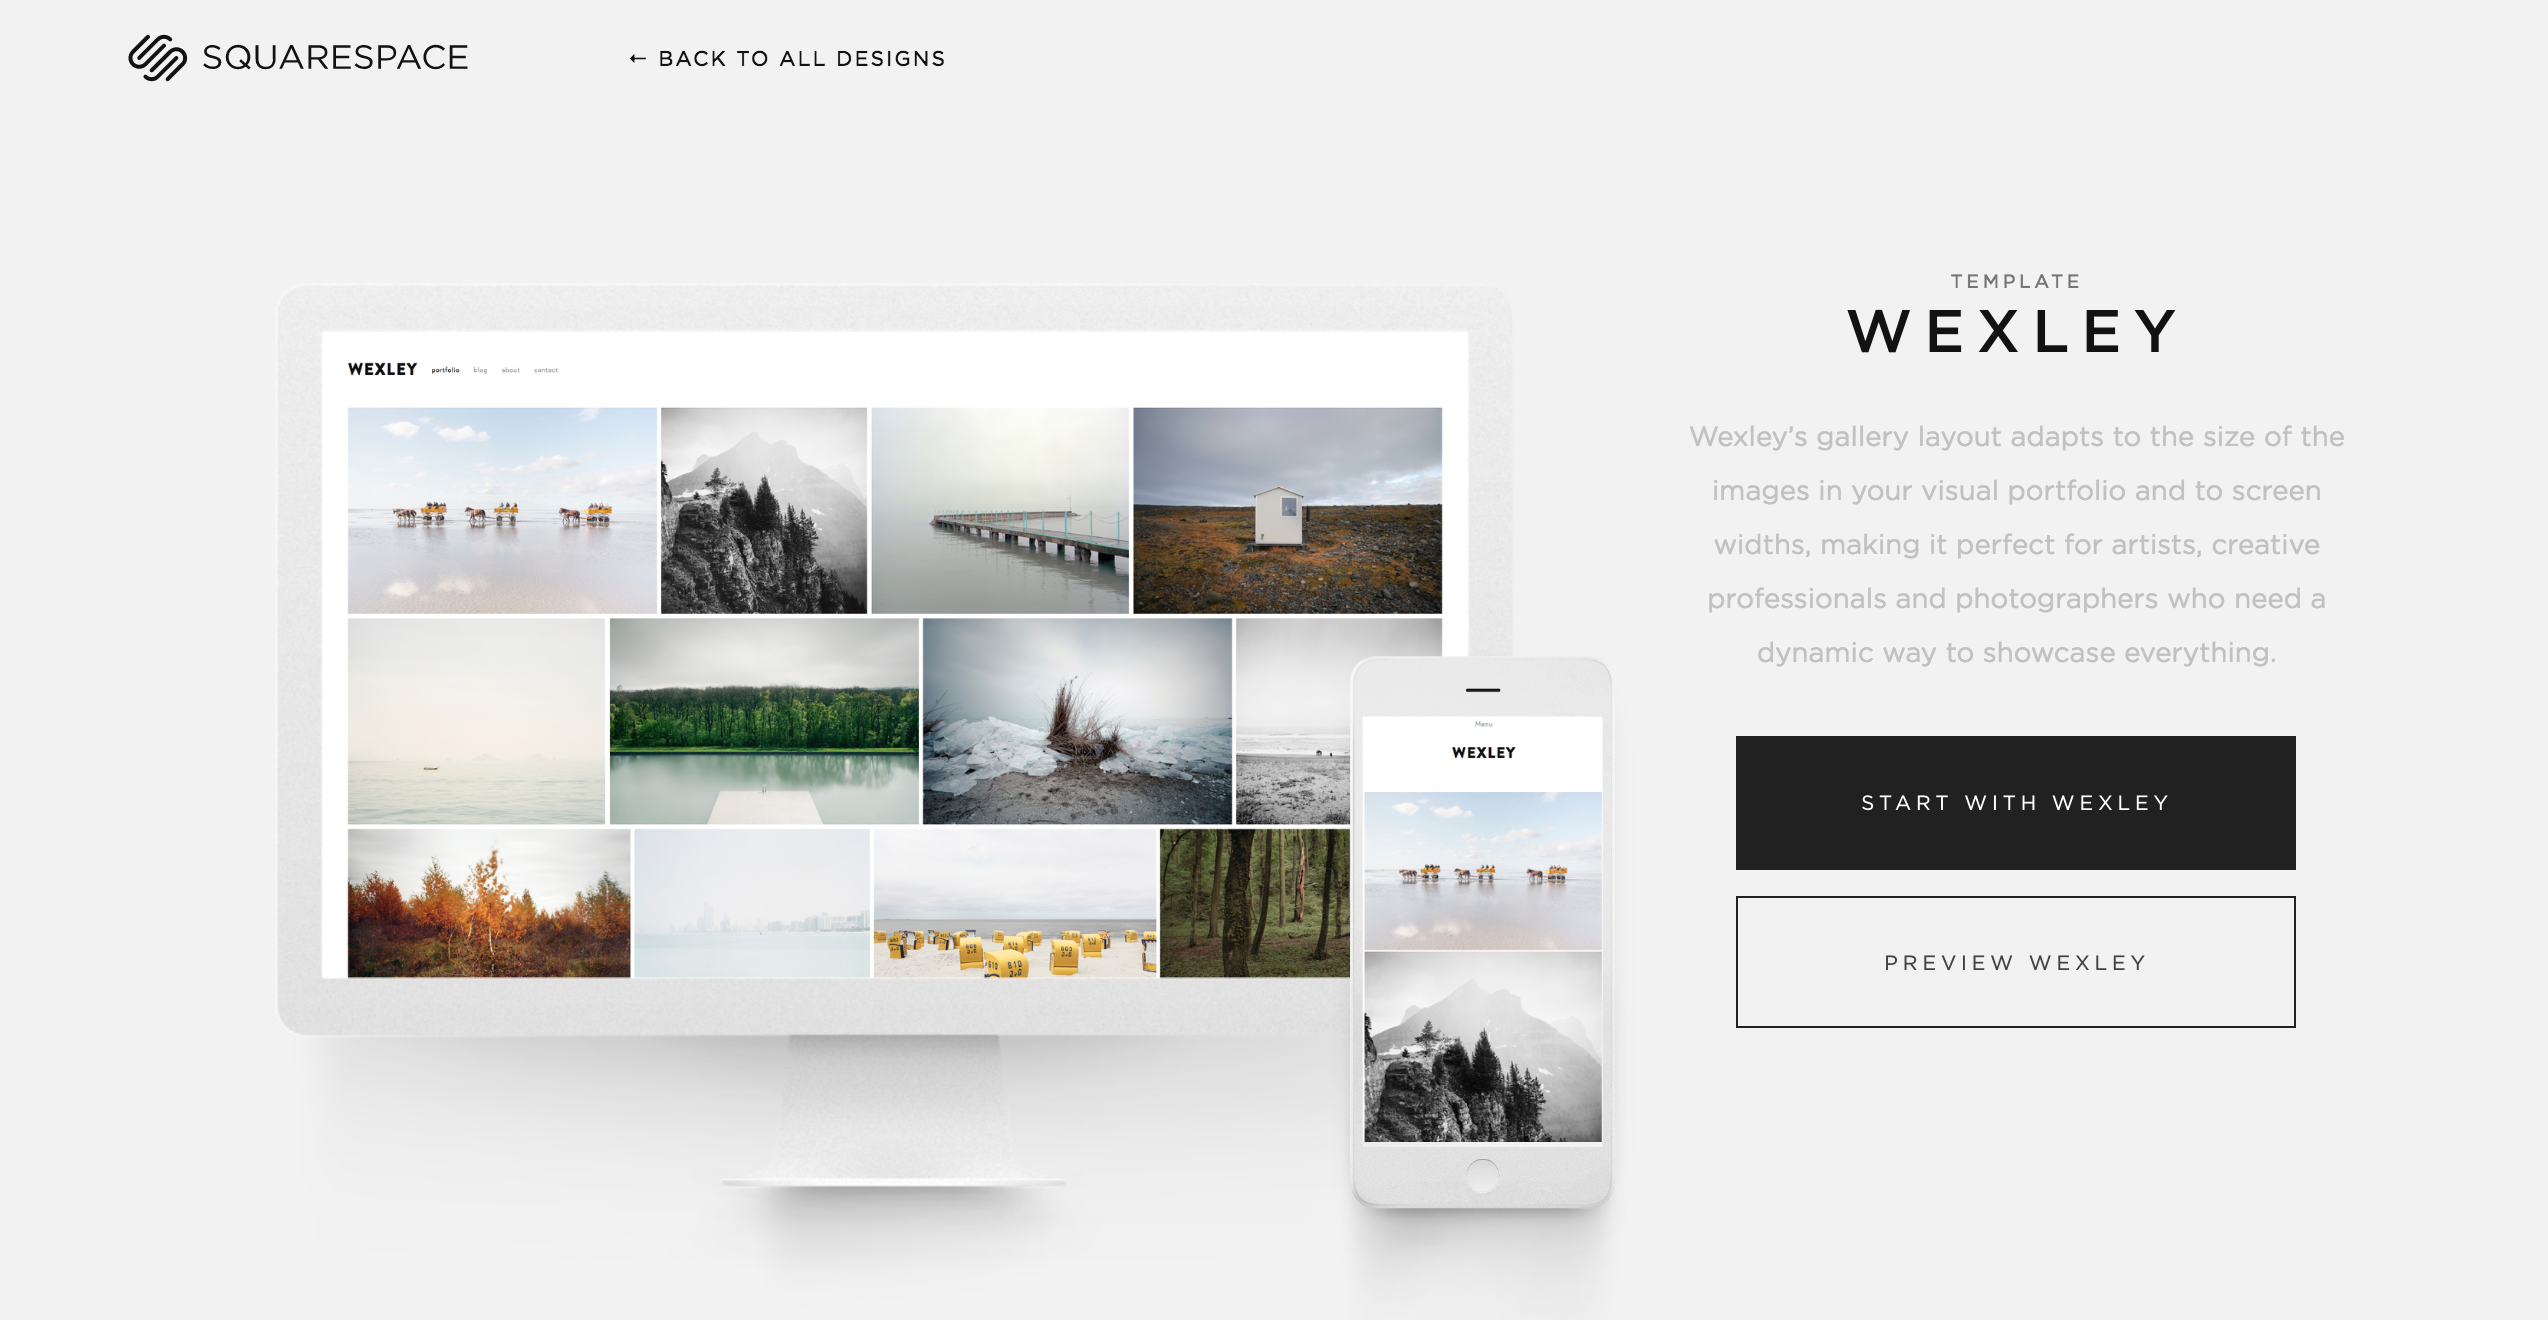 SQUARESPACE
← BACK TO ALL DESIGNS
WEXLEY portfolio blog about contact
Menu
WEXLEY
TEMPLATE
WEXLEY
Wexley’s gallery layout adapts to the size of the
images in your visual portfolio and to screen
widths, making it perfect for artists, creative
professionals and photographers who need a
dynamic way to showcase everything.
START WITH WEXLEY
PREVIEW WEXLEY